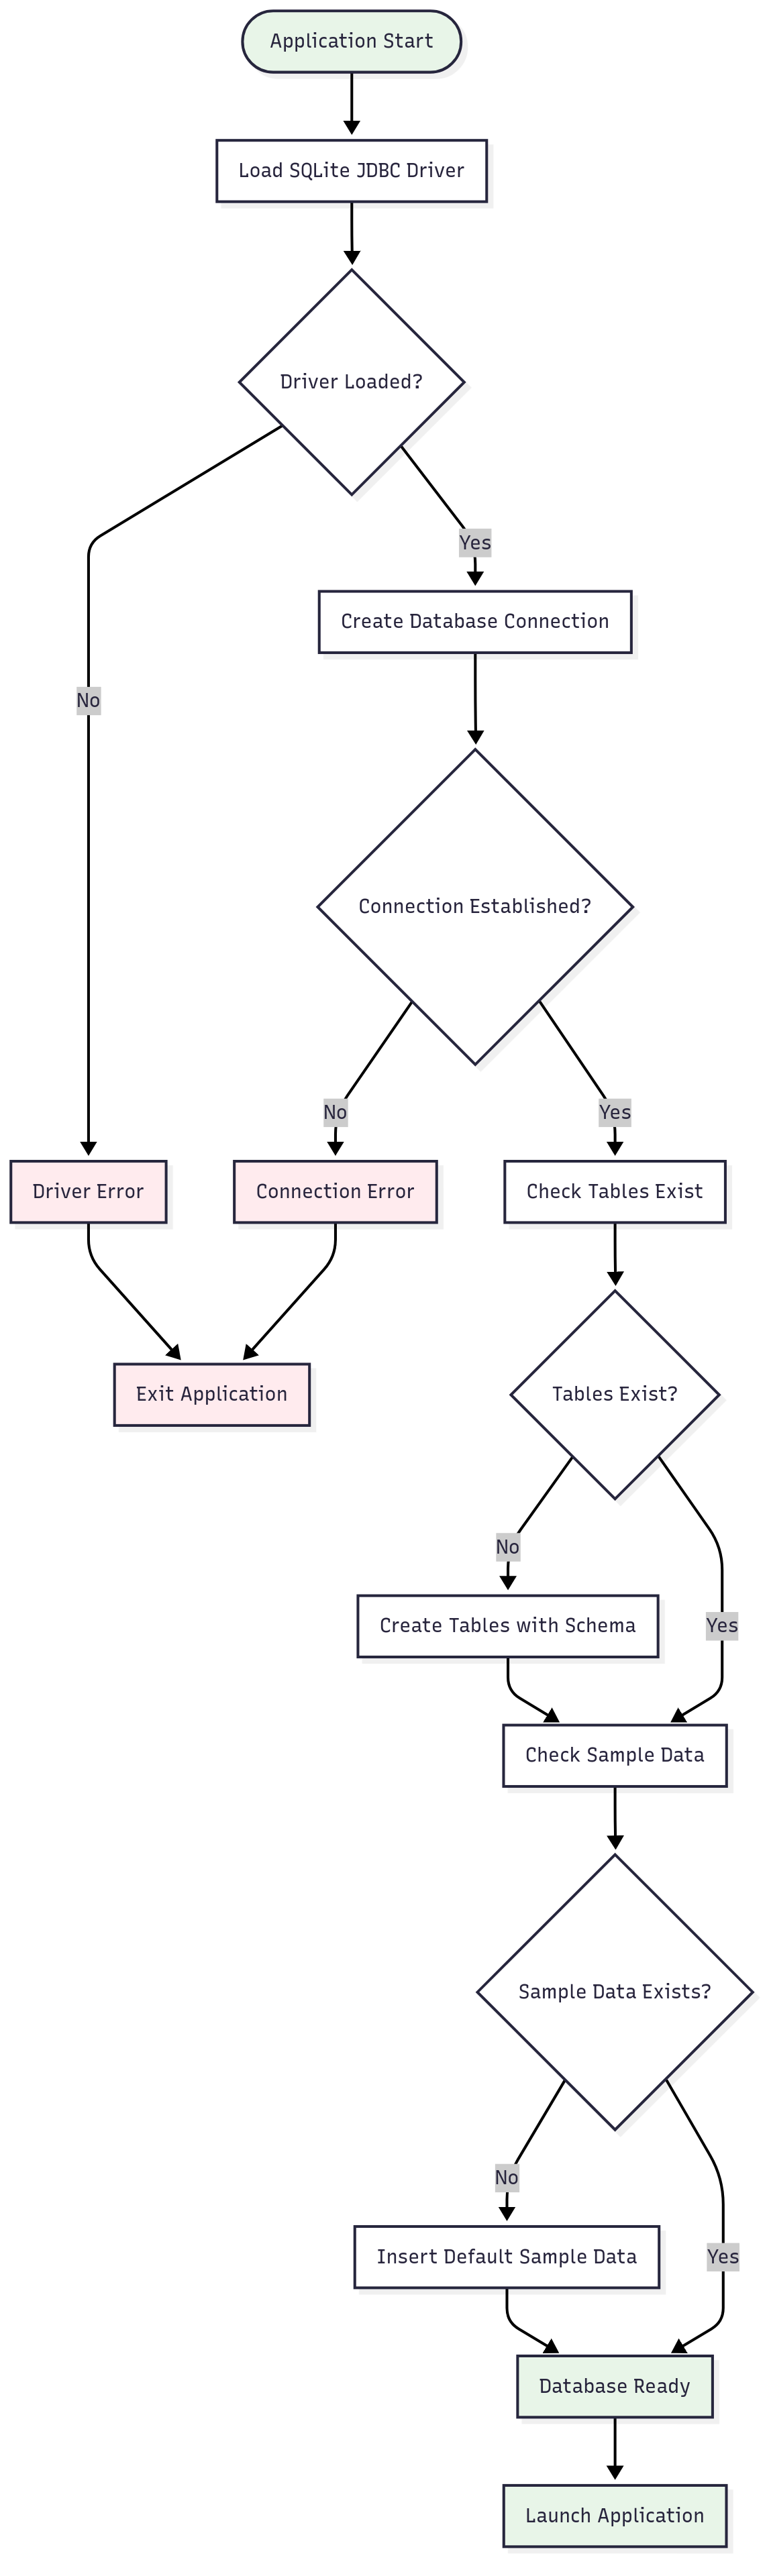 Application Start
Load SQLite JDBC Driver
Driver Loaded?
Yes
Create Database Connection
No
Connection Established?
No
Yes
Driver Error
Connection Error
Check Tables Exist
Exit Application
Tables Exist?
No
Create Tables with Schema
Yes
Check Sample Data
Sample Data Exists?
No
Insert Default Sample Data
Yes
Database Ready
Launch Application